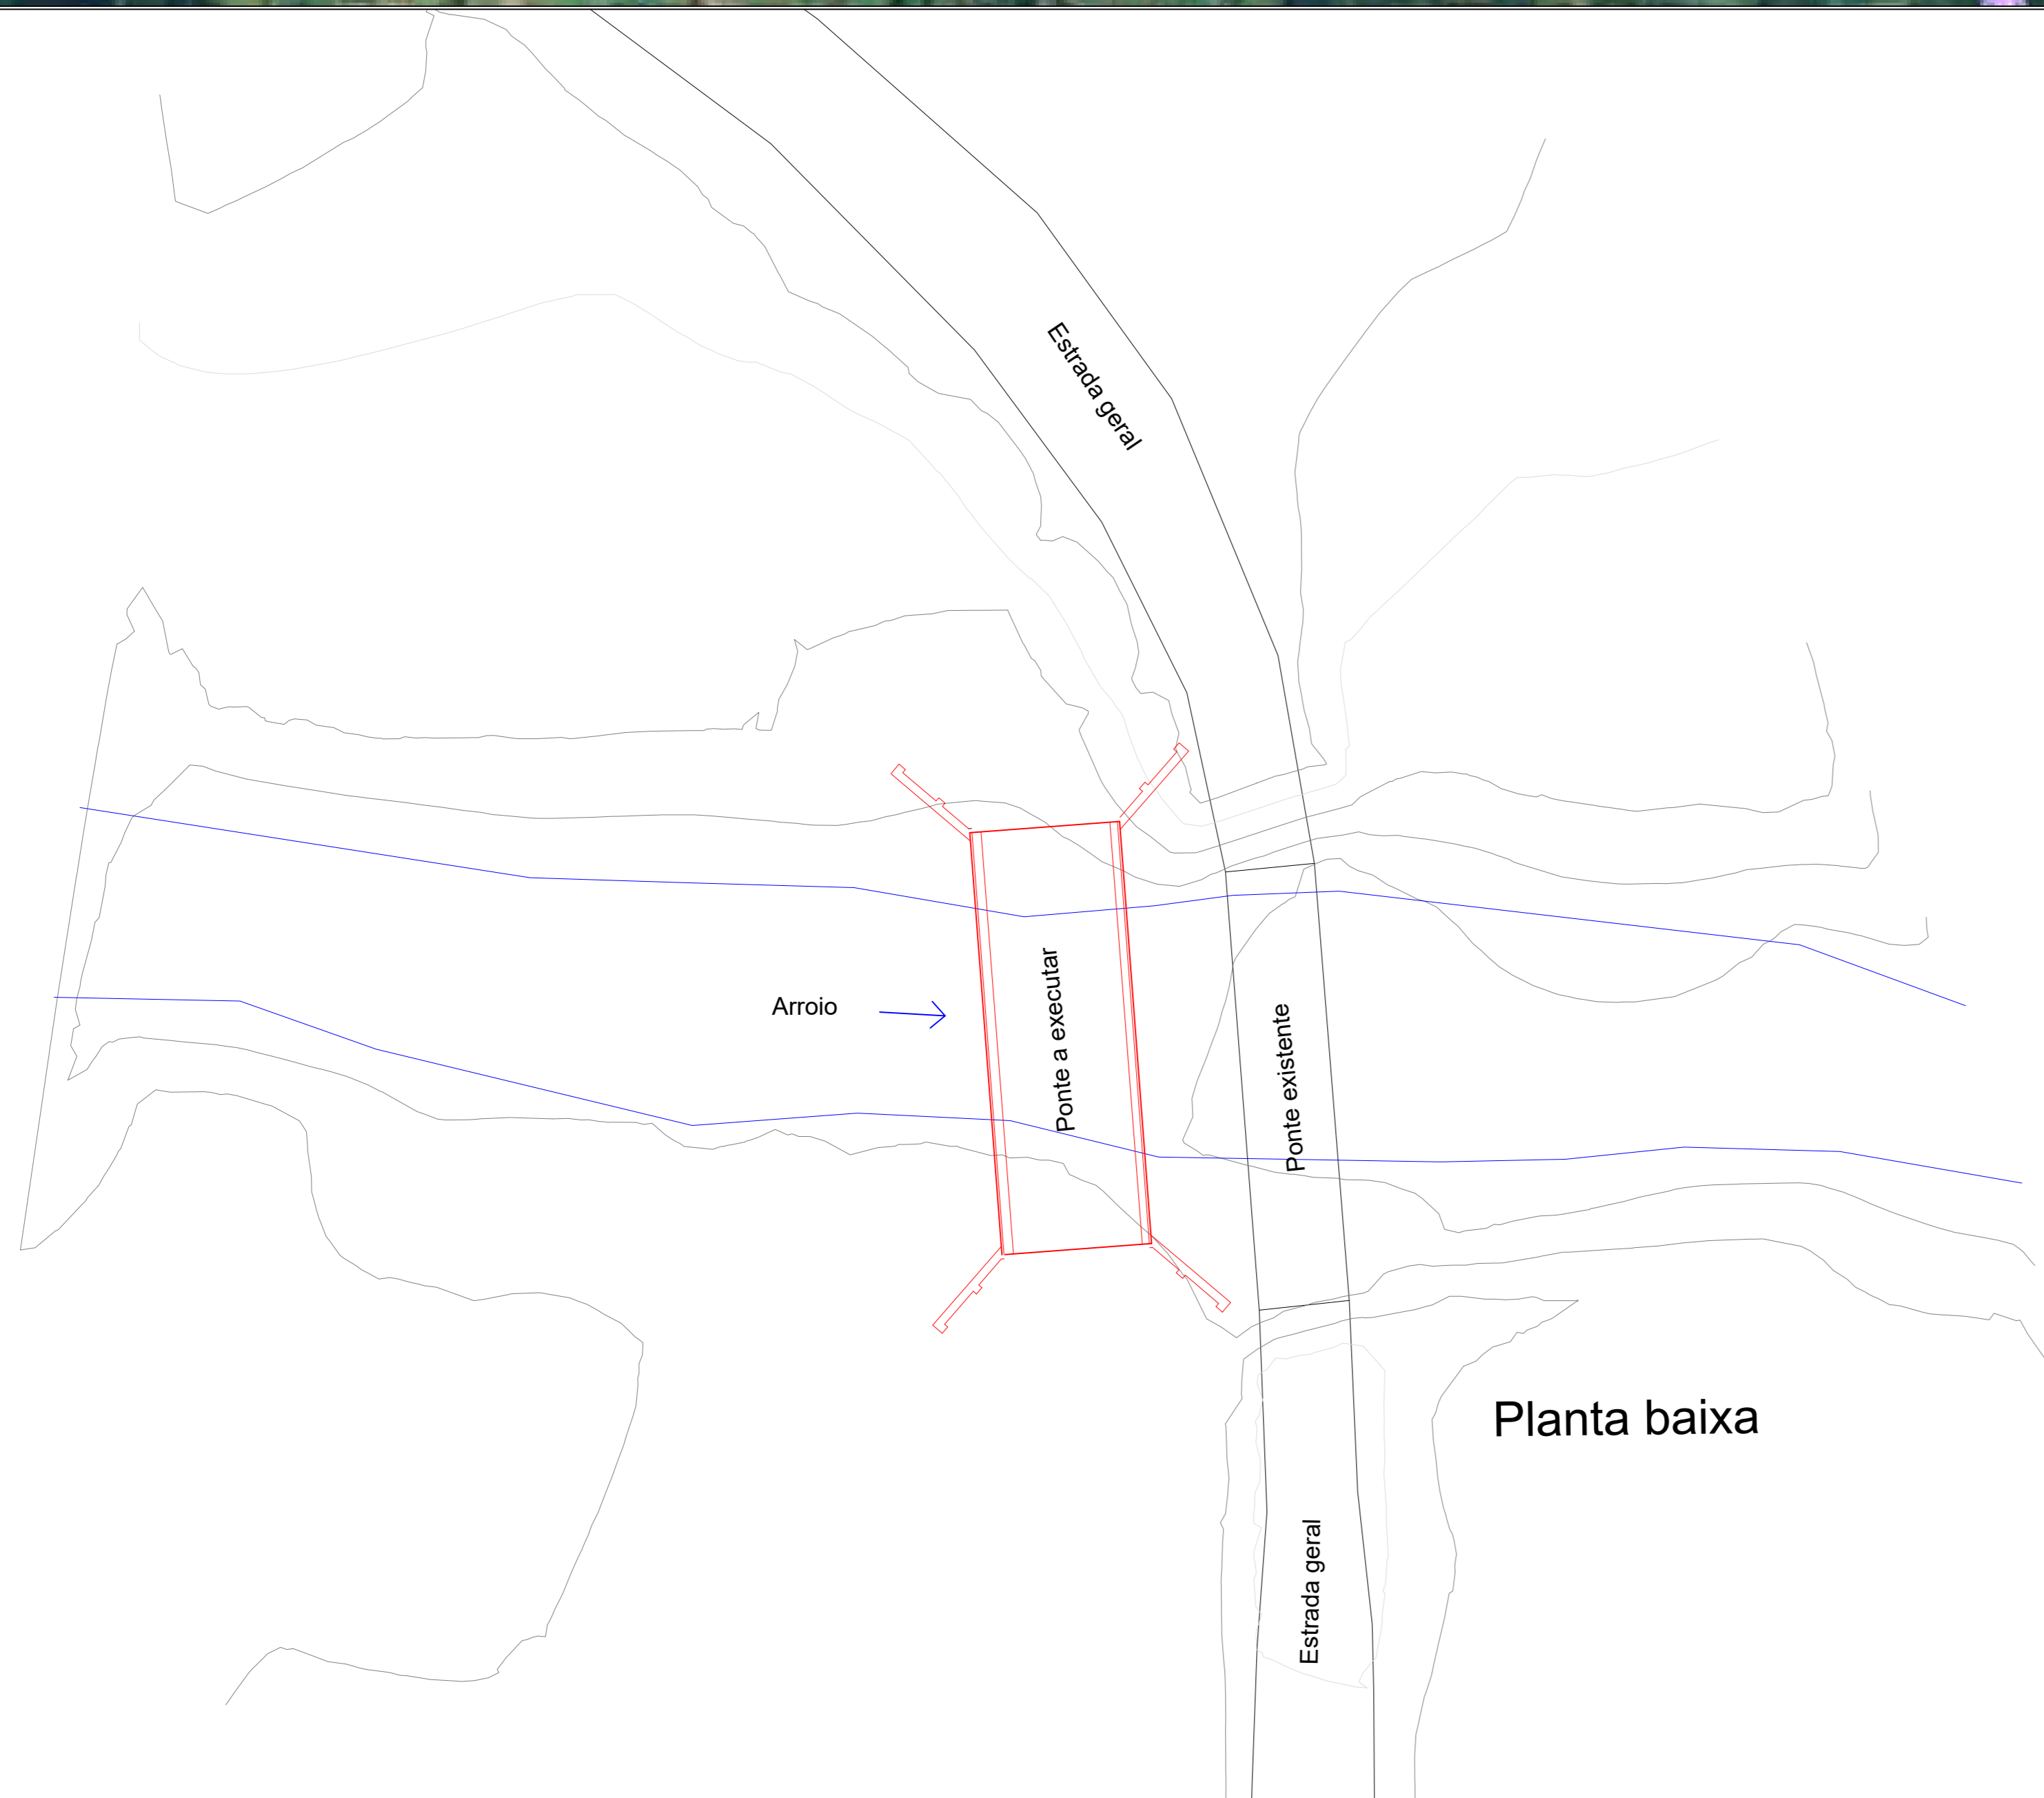 Estrada geral
Ponte a executar
Arroio
Ponte existente
Planta baixa
Estrada geral